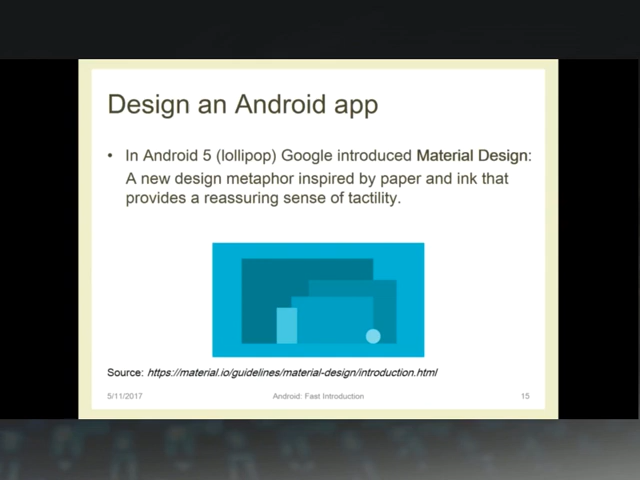 Design an Android app
• In Android 5 (lollipop) Google introduced Material Design:
A new design metaphor inspired by paper and ink that
provides a reassuring sense of tactility.
Source: https://material.io/guidelines/material-design/introduction.html
5/11/2017 Android: Fast Introduction 15